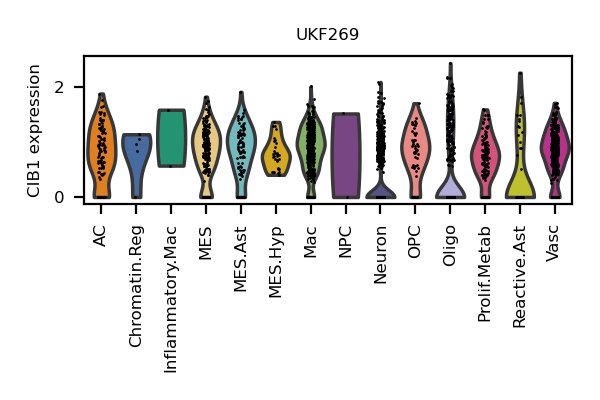 UKF269
CIB1 expression
2
0
AC
Chromatin.Reg
Inflammatory.Mac
MES
MES.Ast
MES.Hyp
Mac
NPC
Neuron
OPC
Oligo
Prolif.Metab
Reactive.Ast
Vasc